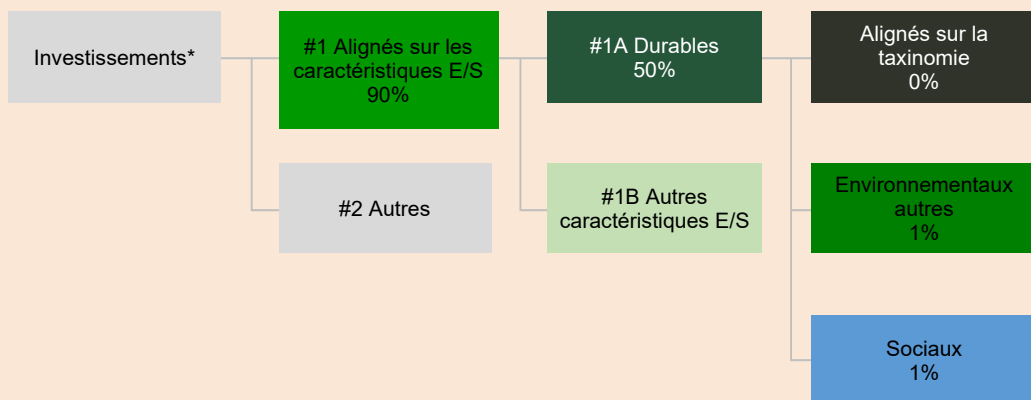 Investissements*
#1 Alignés sur les
caractéristiques E/S
90%
#1A Durables
50%
Alignés sur la
taxinomie
0%
#2 Autres
#1B Autres
caractéristiques E/S
Environnementaux
autres
1%
Sociaux
1%